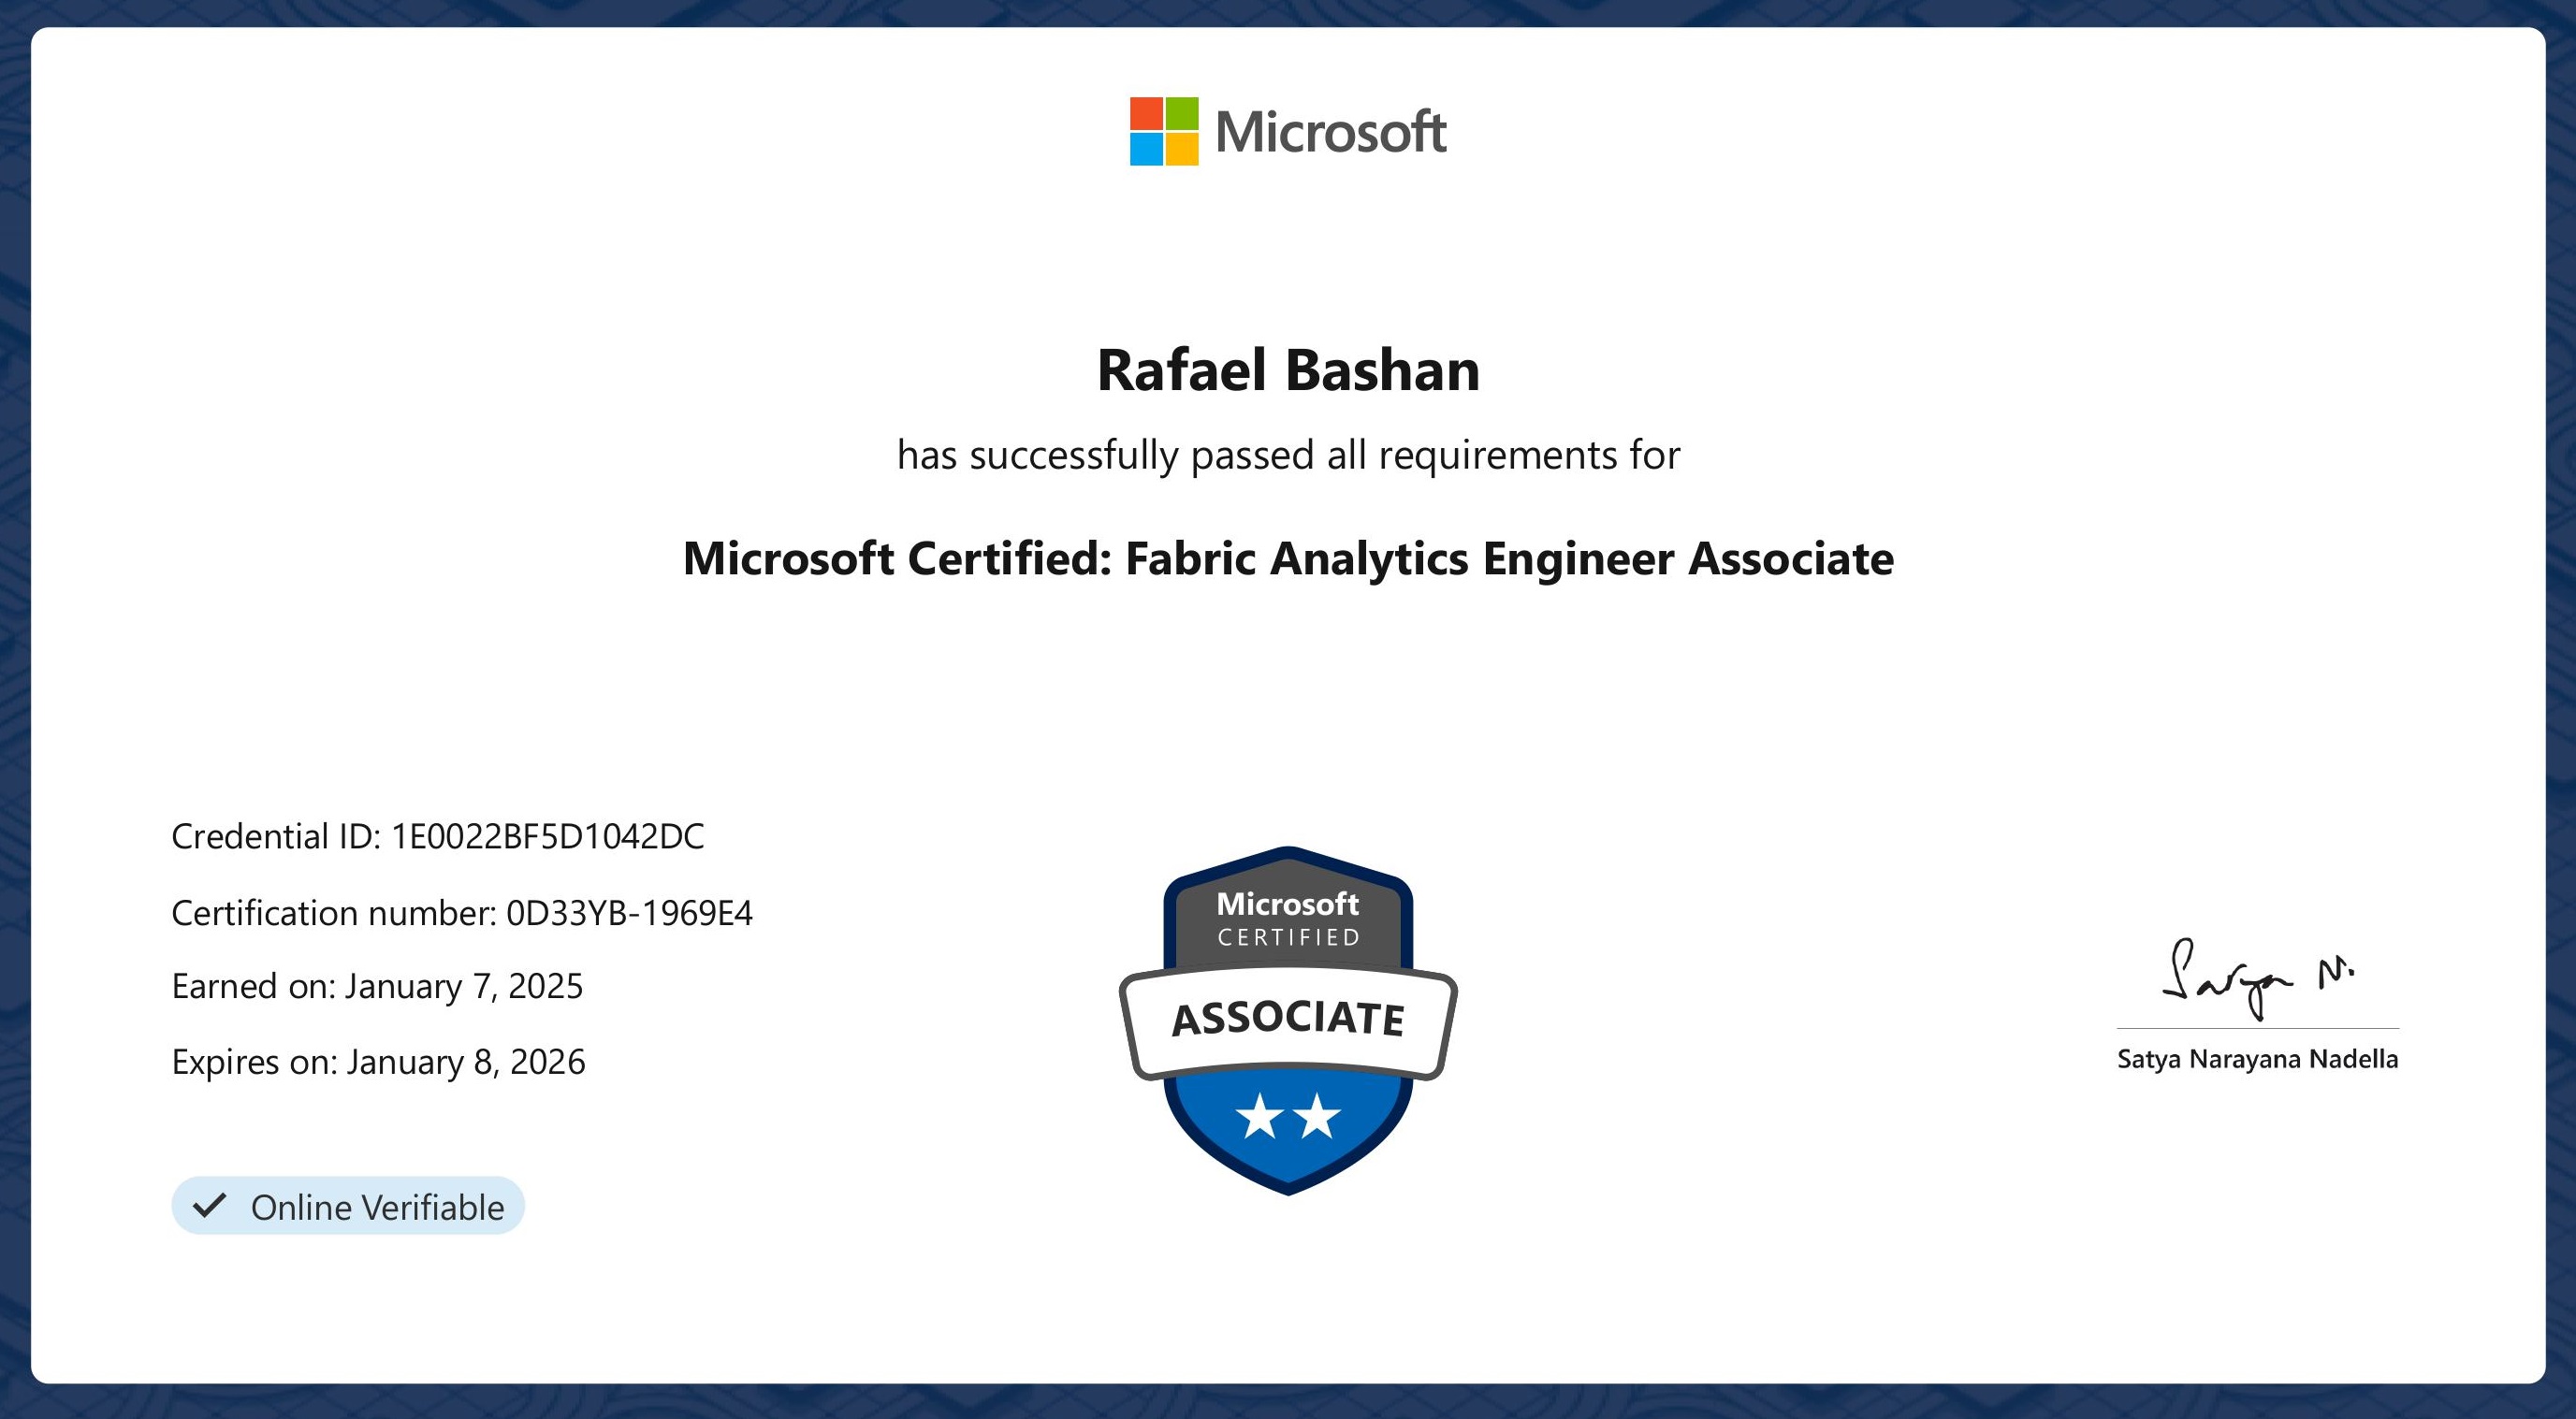 Microsoft
Rafael Bashan
has successfully passed all requirements for
Microsoft Certified: Fabric Analytics Engineer Associate
Credential ID: 1E0022BF5D1042DC
Certification number: 0D33YB-1969E4
Earned on: January 7, 2025
Expires on: January 8, 2026
Online Verifiable
Microsoft
CERTIFIED
ASSOCIATE
Satya N.
Satya Narayana Nadella